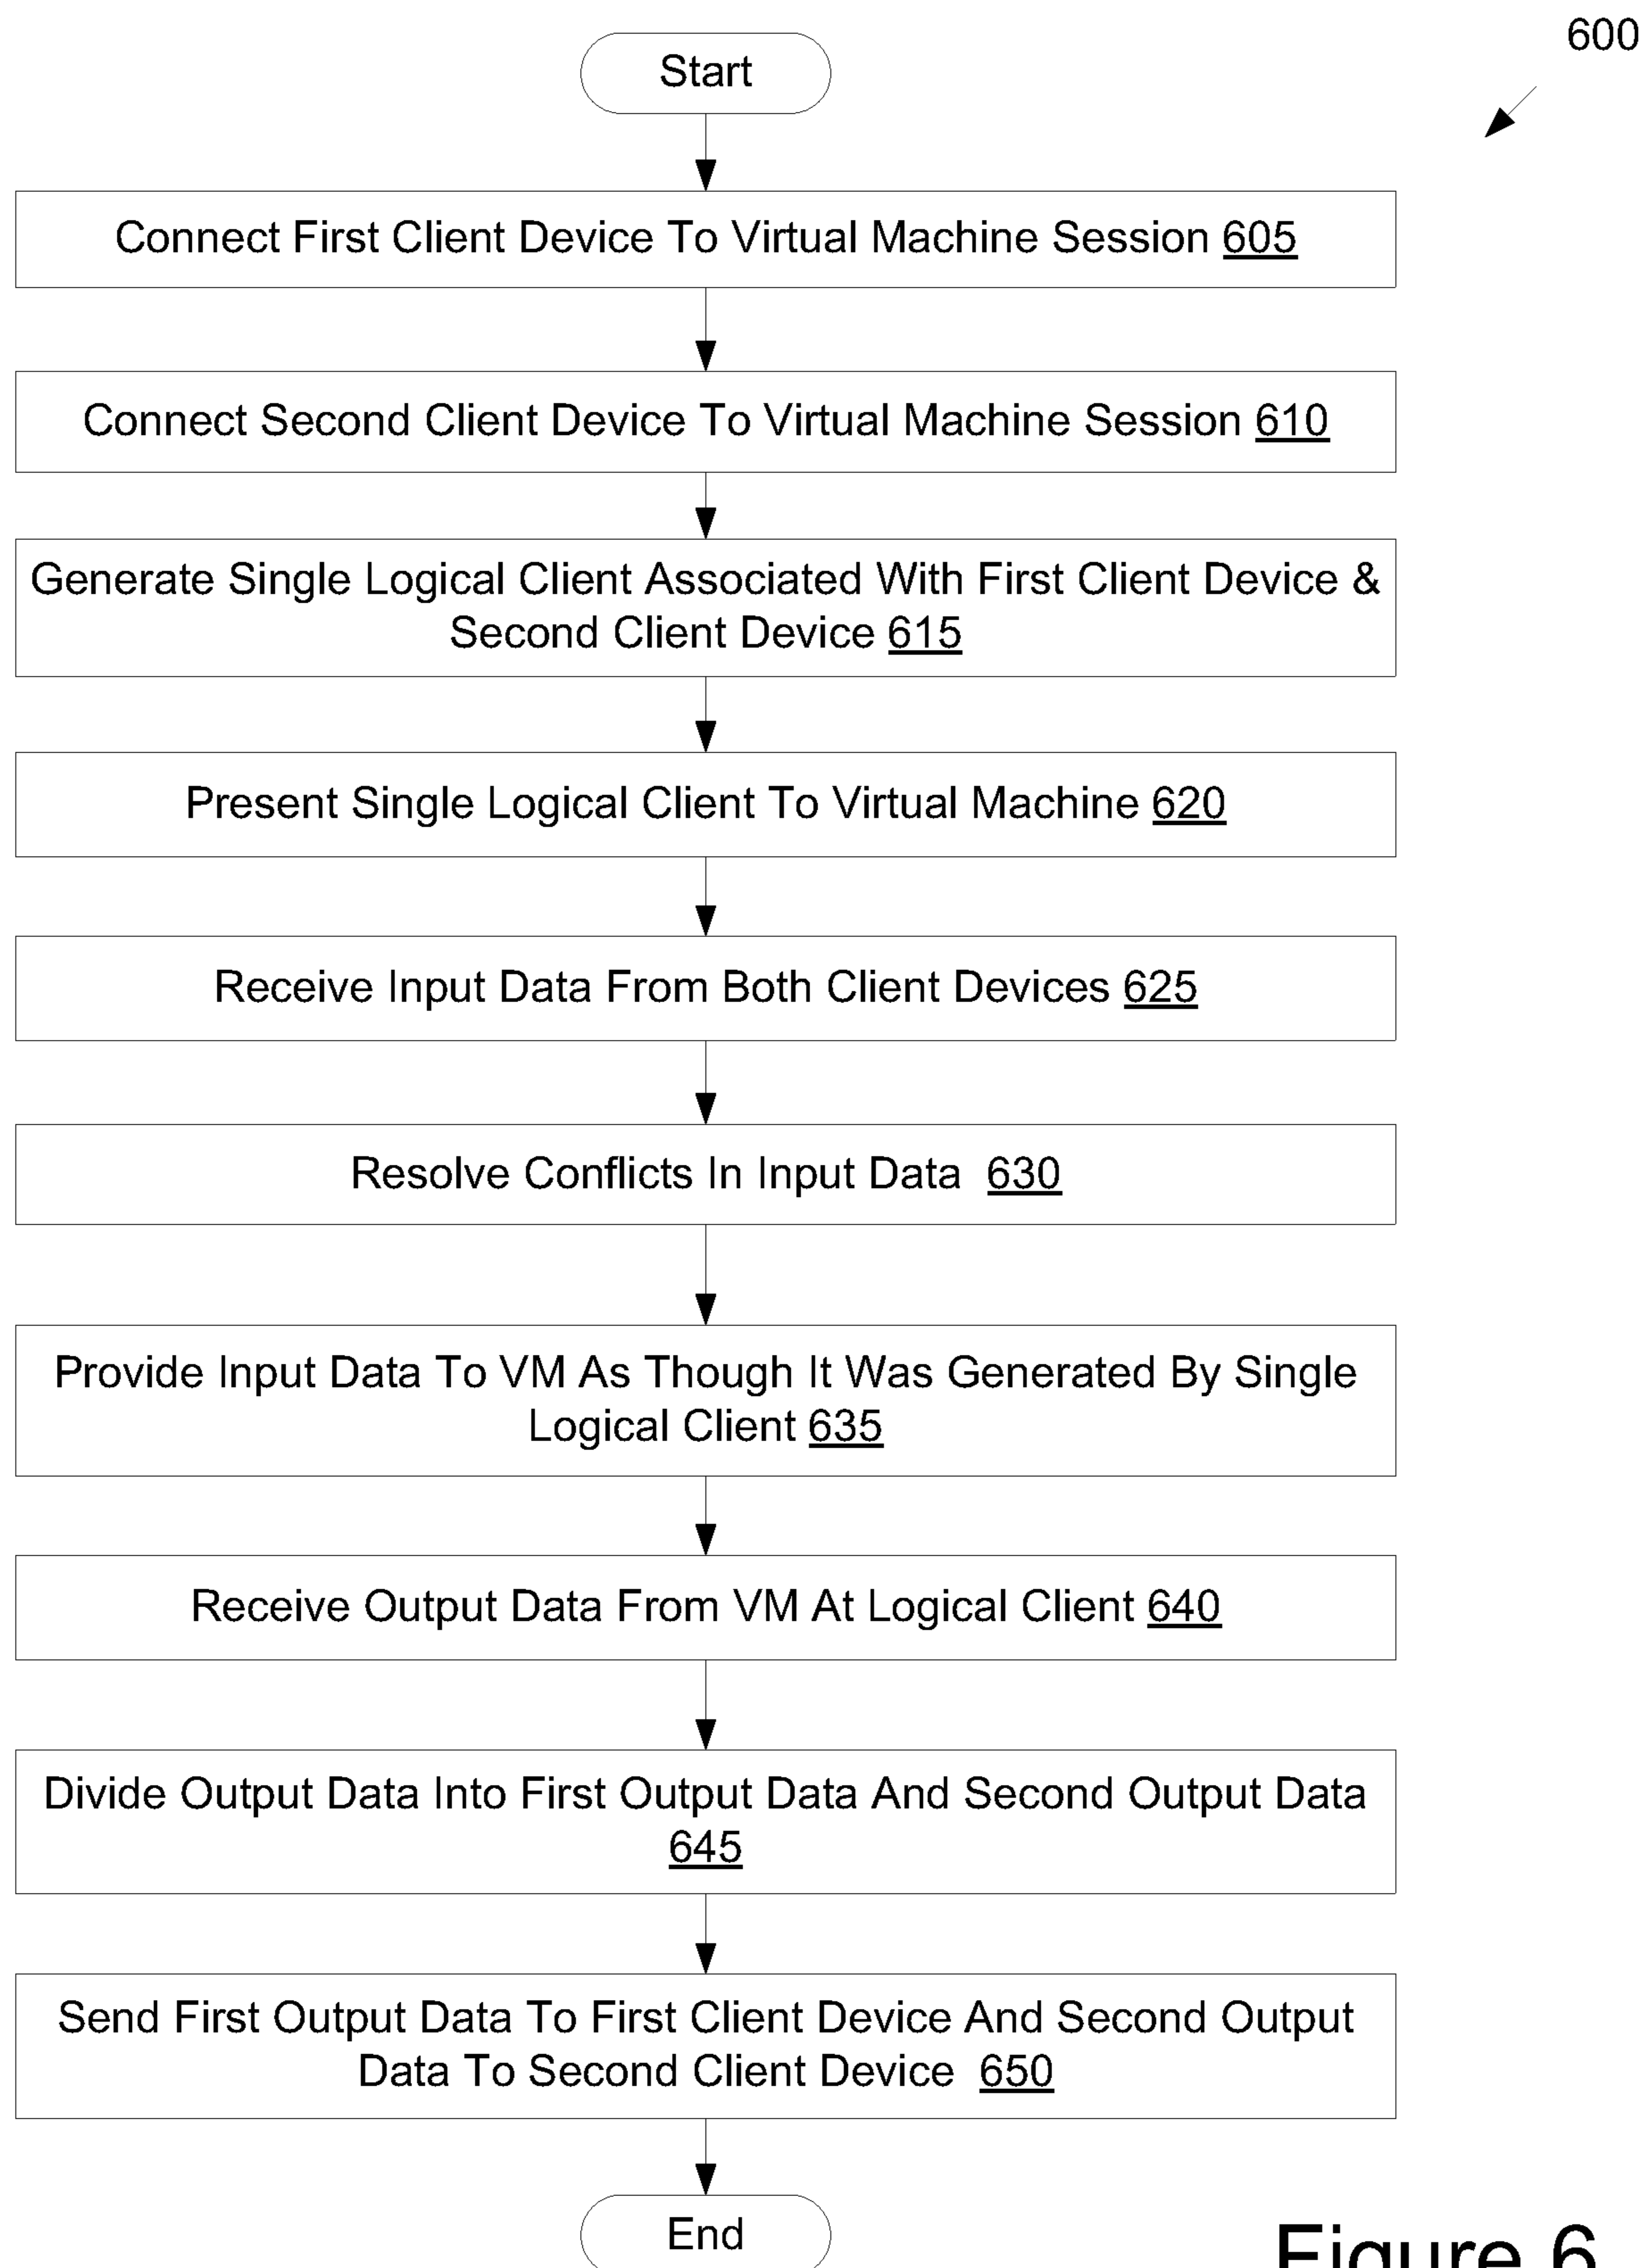 600
Start
Connect First Client Device To Virtual Machine Session 605
Connect Second Client Device To Virtual Machine Session 610
Generate Single Logical Client Associated With First Client Device &
Second Client Device 615
Present Single Logical Client To Virtual Machine 620
Receive Input Data From Both Client Devices 625
Resolve Conflicts In Input Data 630
Provide Input Data To VM As Though It Was Generated By Single
Logical Client 635
Receive Output Data From VM At Logical Client 640
Divide Output Data Into First Output Data And Second Output Data
645
Send First Output Data To First Client Device And Second Output
Data To Second Client Device 650
End
Figure 6